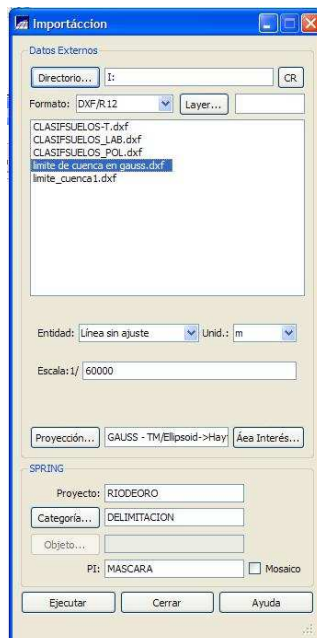 Importáccion
Datos Externos
Directorio... I: CR
Formato: DXF/R12 Layer...
CLASIFSUELOS-T.dxf
CLASIFSUELOS_LAB.dxf
CLASIFSUELOS_POL.dxf
limite de cuenca en gauss.dxf
limite_cuenca1.dxf
Entidad: Línea sin ajuste Unid.: m
Escala:1/ 60000
Proyección... GAUSS - TM/Ellipsoid->Hay Áea Interés...
SPRING
Proyecto: RIODEORO
Categoría... DELIMITACION
Objeto...
PI: MASCARA Mosaico
Ejecutar Cerrar Ayuda